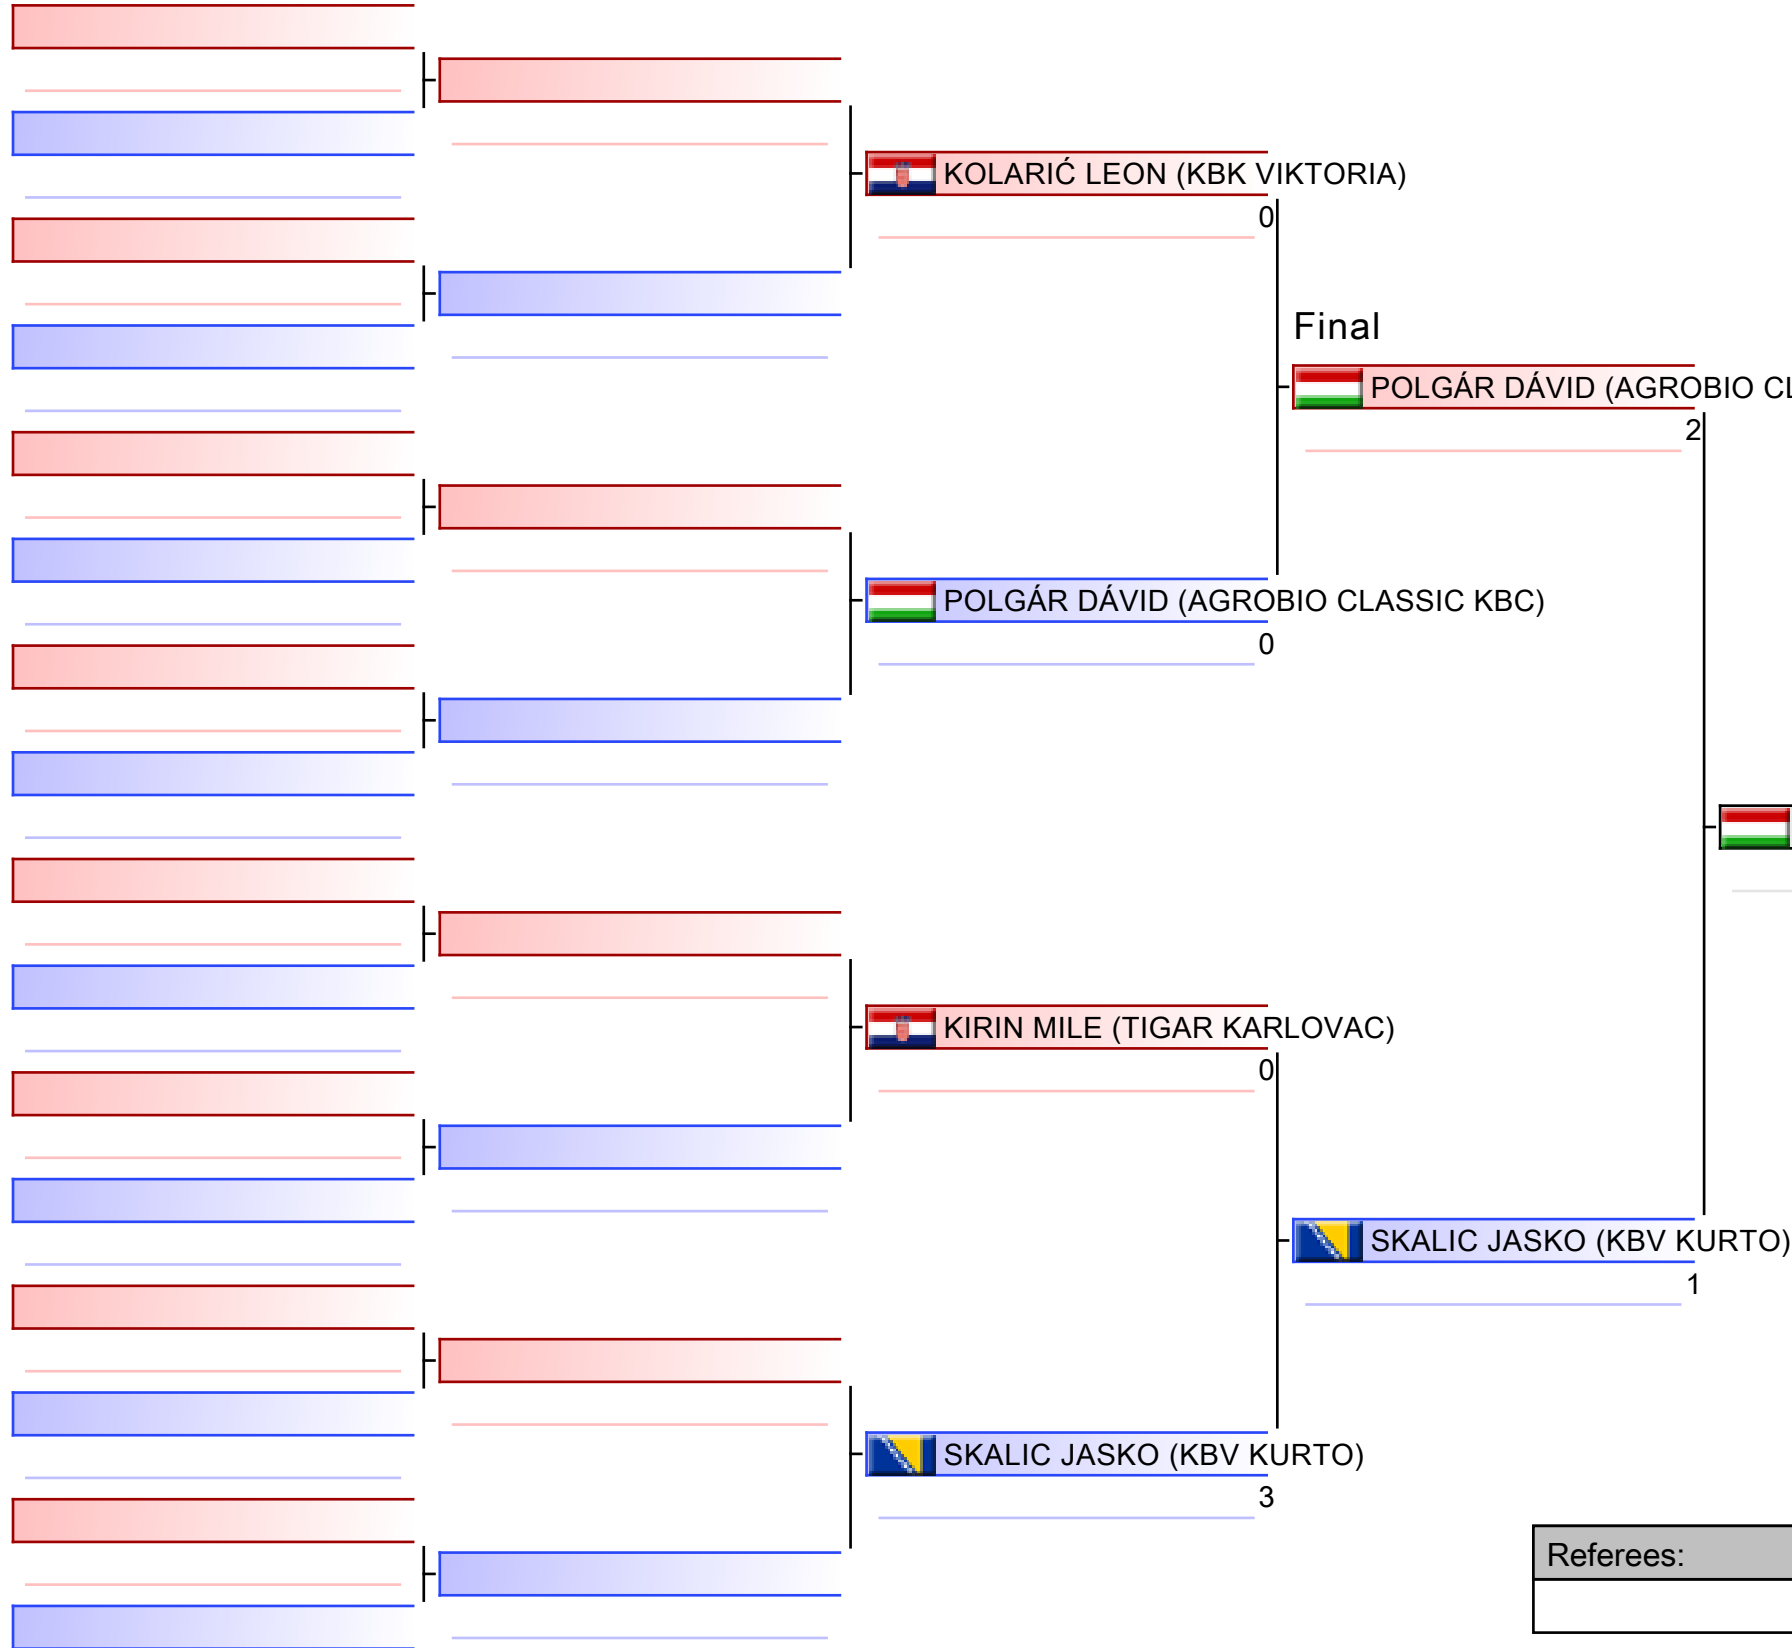 KOLARIĆ LEON (KBK VIKTORIA)
0
Final
POLGÁR DÁVID (AGROBIO CL
2
POLGÁR DÁVID (AGROBIO CLASSIC KBC)
0
KIRIN MILE (TIGAR KARLOVAC)
0
SKALIC JASKO (KBV KURTO)
1
SKALIC JASKO (KBV KURTO)
3
Referees: